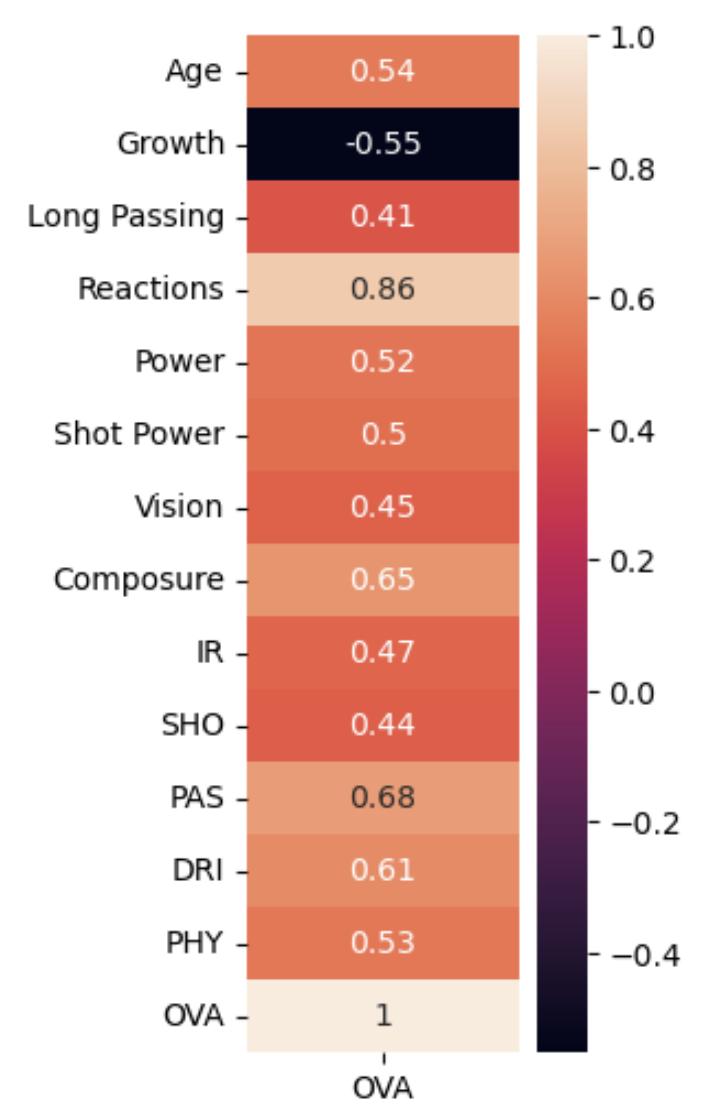 Age 0.54
Growth -0.55
Long Passing 0.41
Reactions 0.86
Power 0.52
Shot Power 0.5
Vision 0.45
Composure 0.65
IR 0.47
SHO 0.44
PAS 0.68
DRI 0.61
PHY 0.53
OVA 1
OVA
1.0
0.8
0.6
0.4
0.2
0.0
−0.2
−0.4